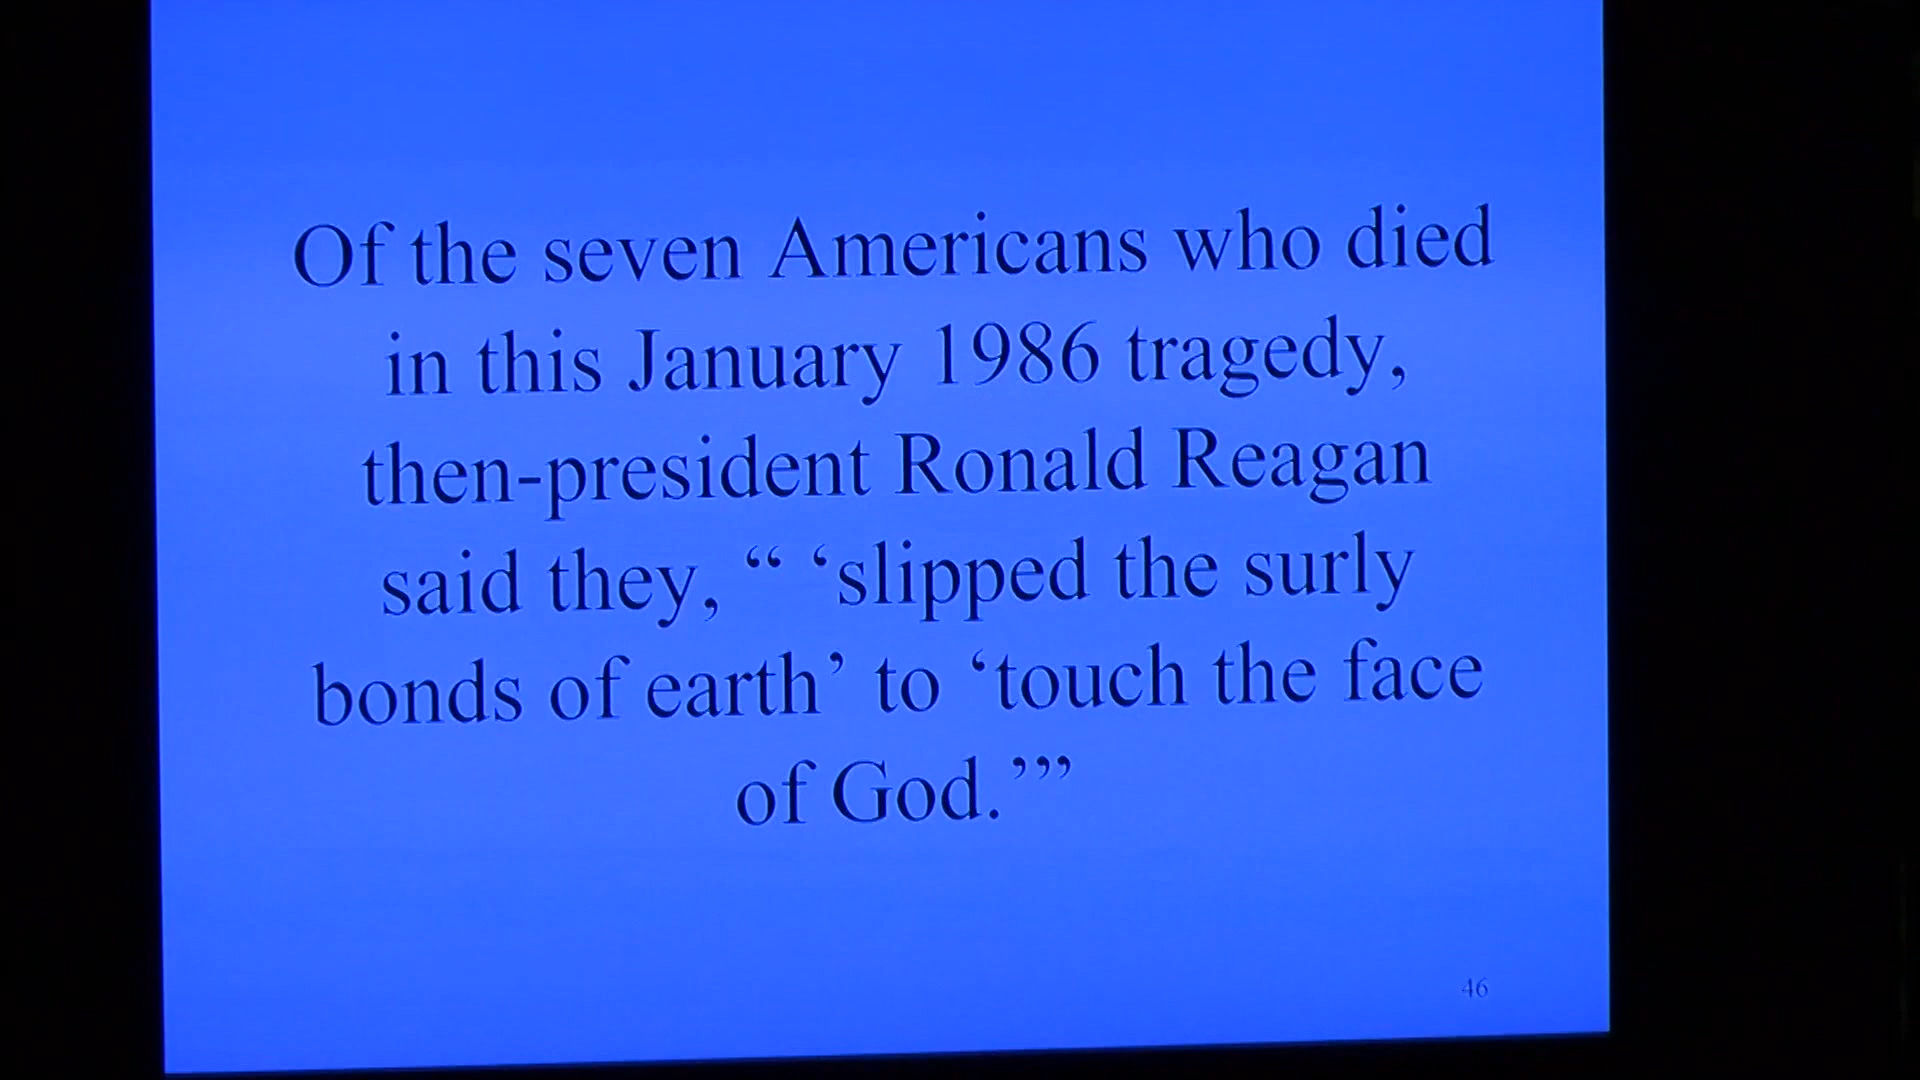 Of the seven Americans who died
in this January 1986 tragedy,
then-president Ronald Reagan
said they, “ ‘slipped the surly
bonds of earth’ to ‘touch the face
of God.’”
46